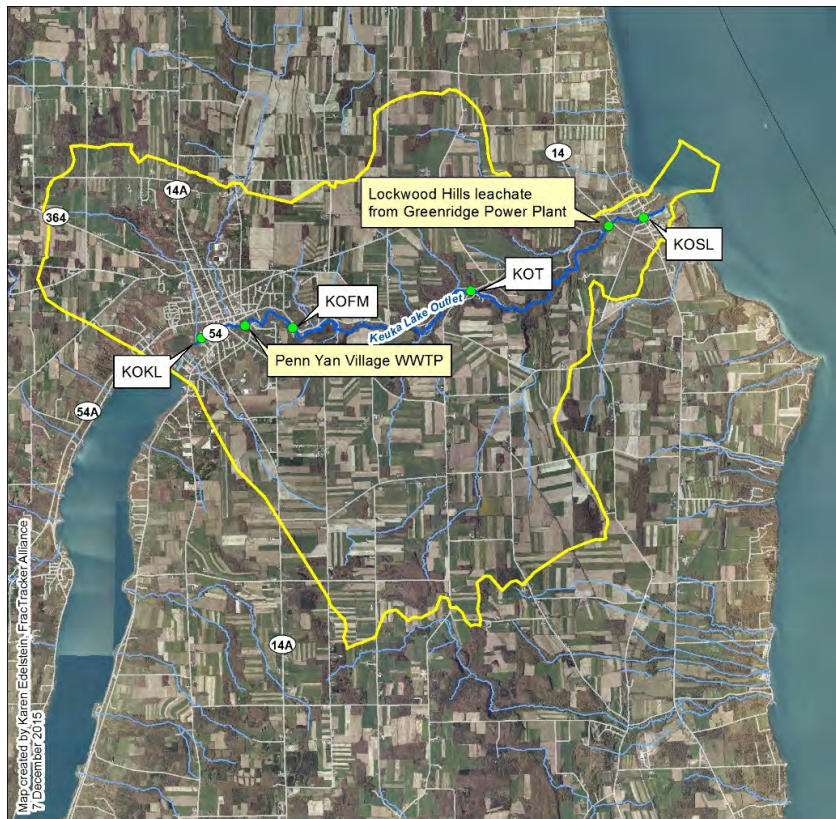 14
14A
Lockwood Hills leachate
from Greenridge Power Plant
364
KOSL
KOT
KOFM
Keuka Lake Outlet
54
KOKL
Penn Yan Village WWTP
54A
14A
Map created by Karen Edelstein, FracTracker Alliance
7 December 2015